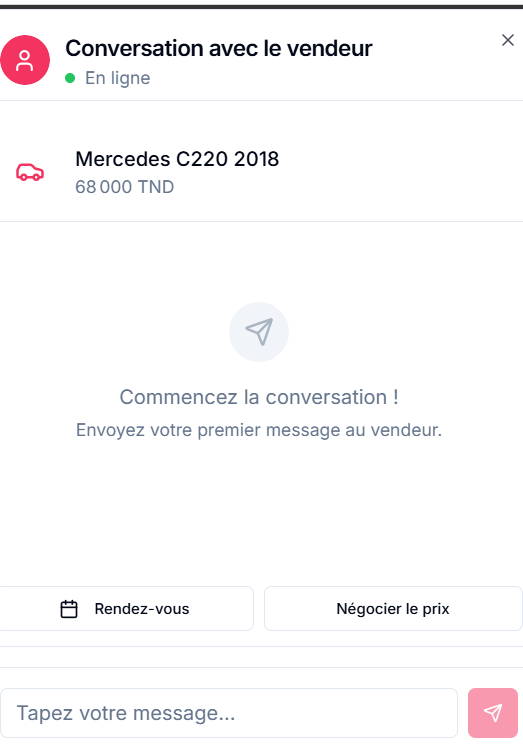 Conversation avec le vendeur
En ligne
Mercedes C220 2018
68 000 TND
Commencez la conversation !
Envoyez votre premier message au vendeur.
Rendez-vous
Négocier le prix
Tapez votre message...